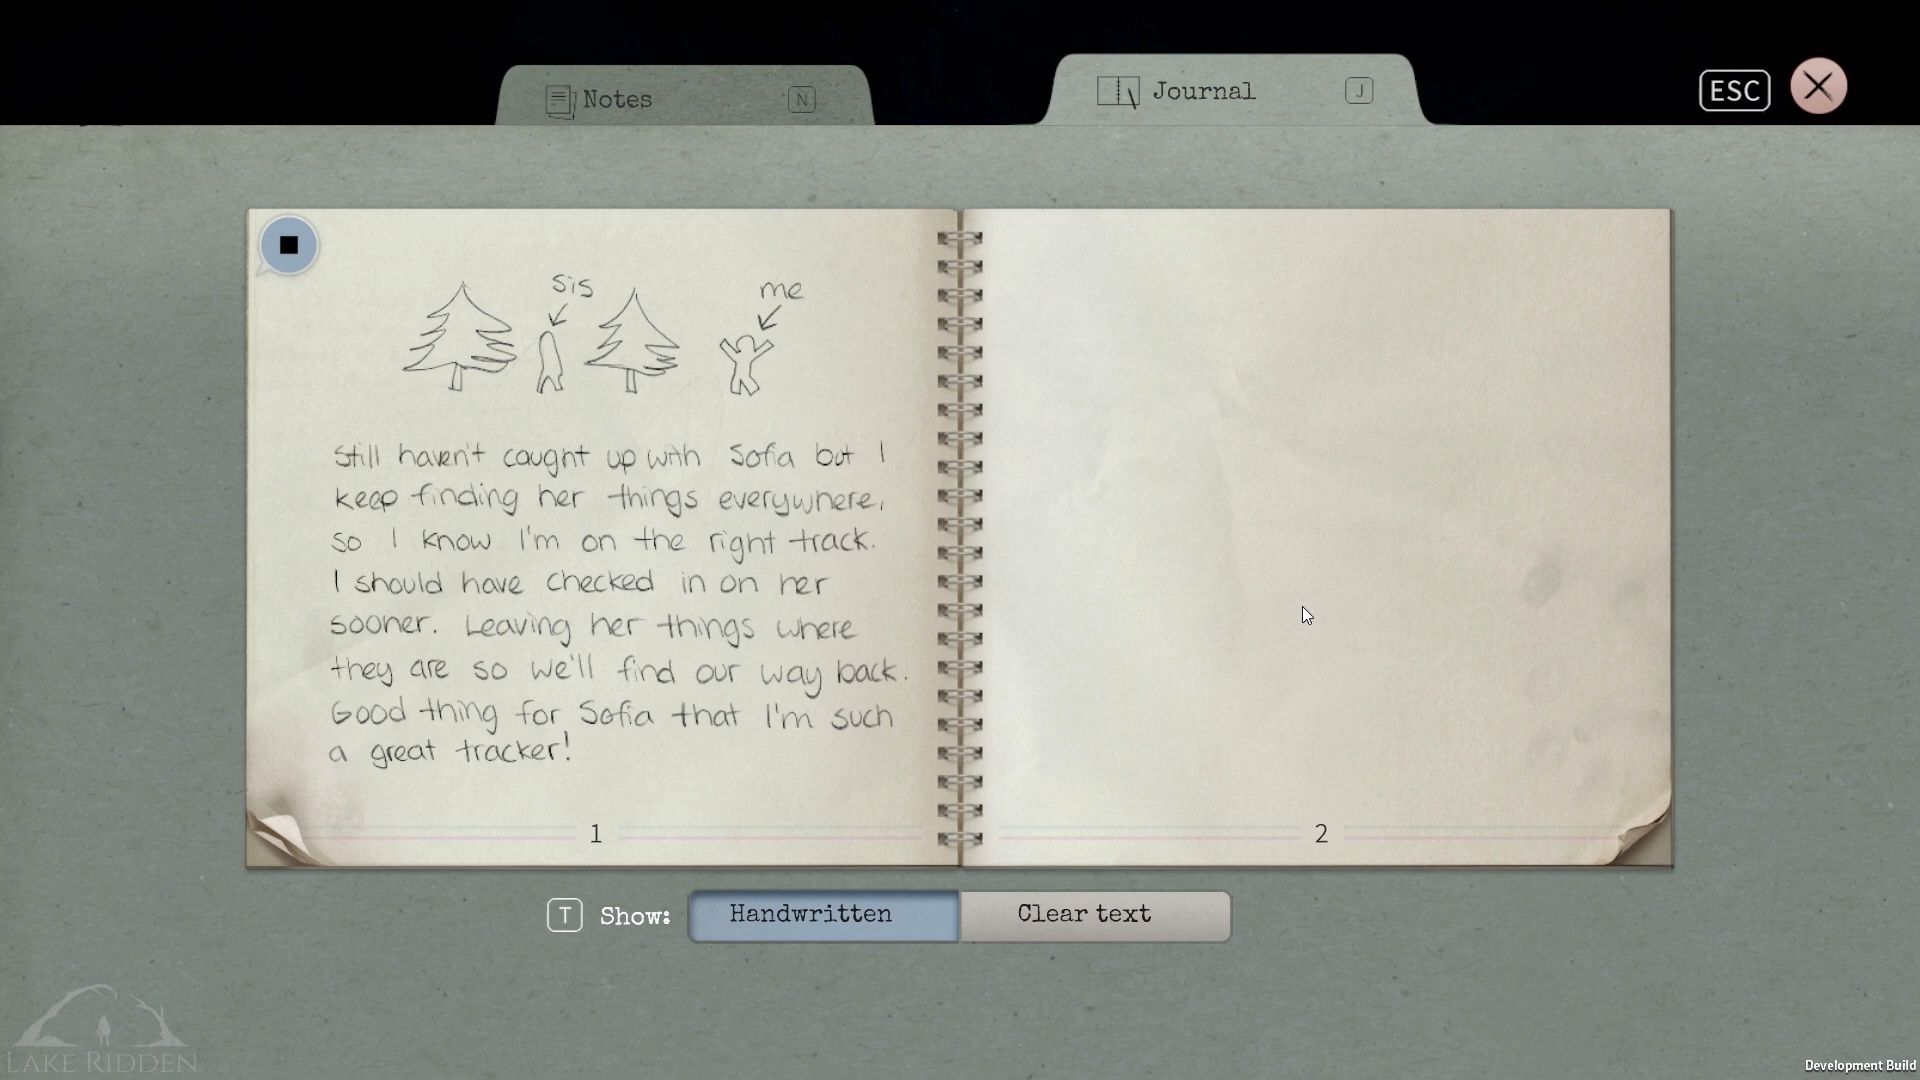 Notes N
Journal J
ESC
sis
me
Still haven't caught up with Sofia but I
keep finding her things everywhere,
so I know I'm on the right track.
I should have checked in on her
sooner. Leaving her things where
they are so we'll find our way back.
Good thing for Sofia that I'm such
a great tracker!
1
2
T Show: Handwritten Clear text
LAKE RIDDEN
Development Build